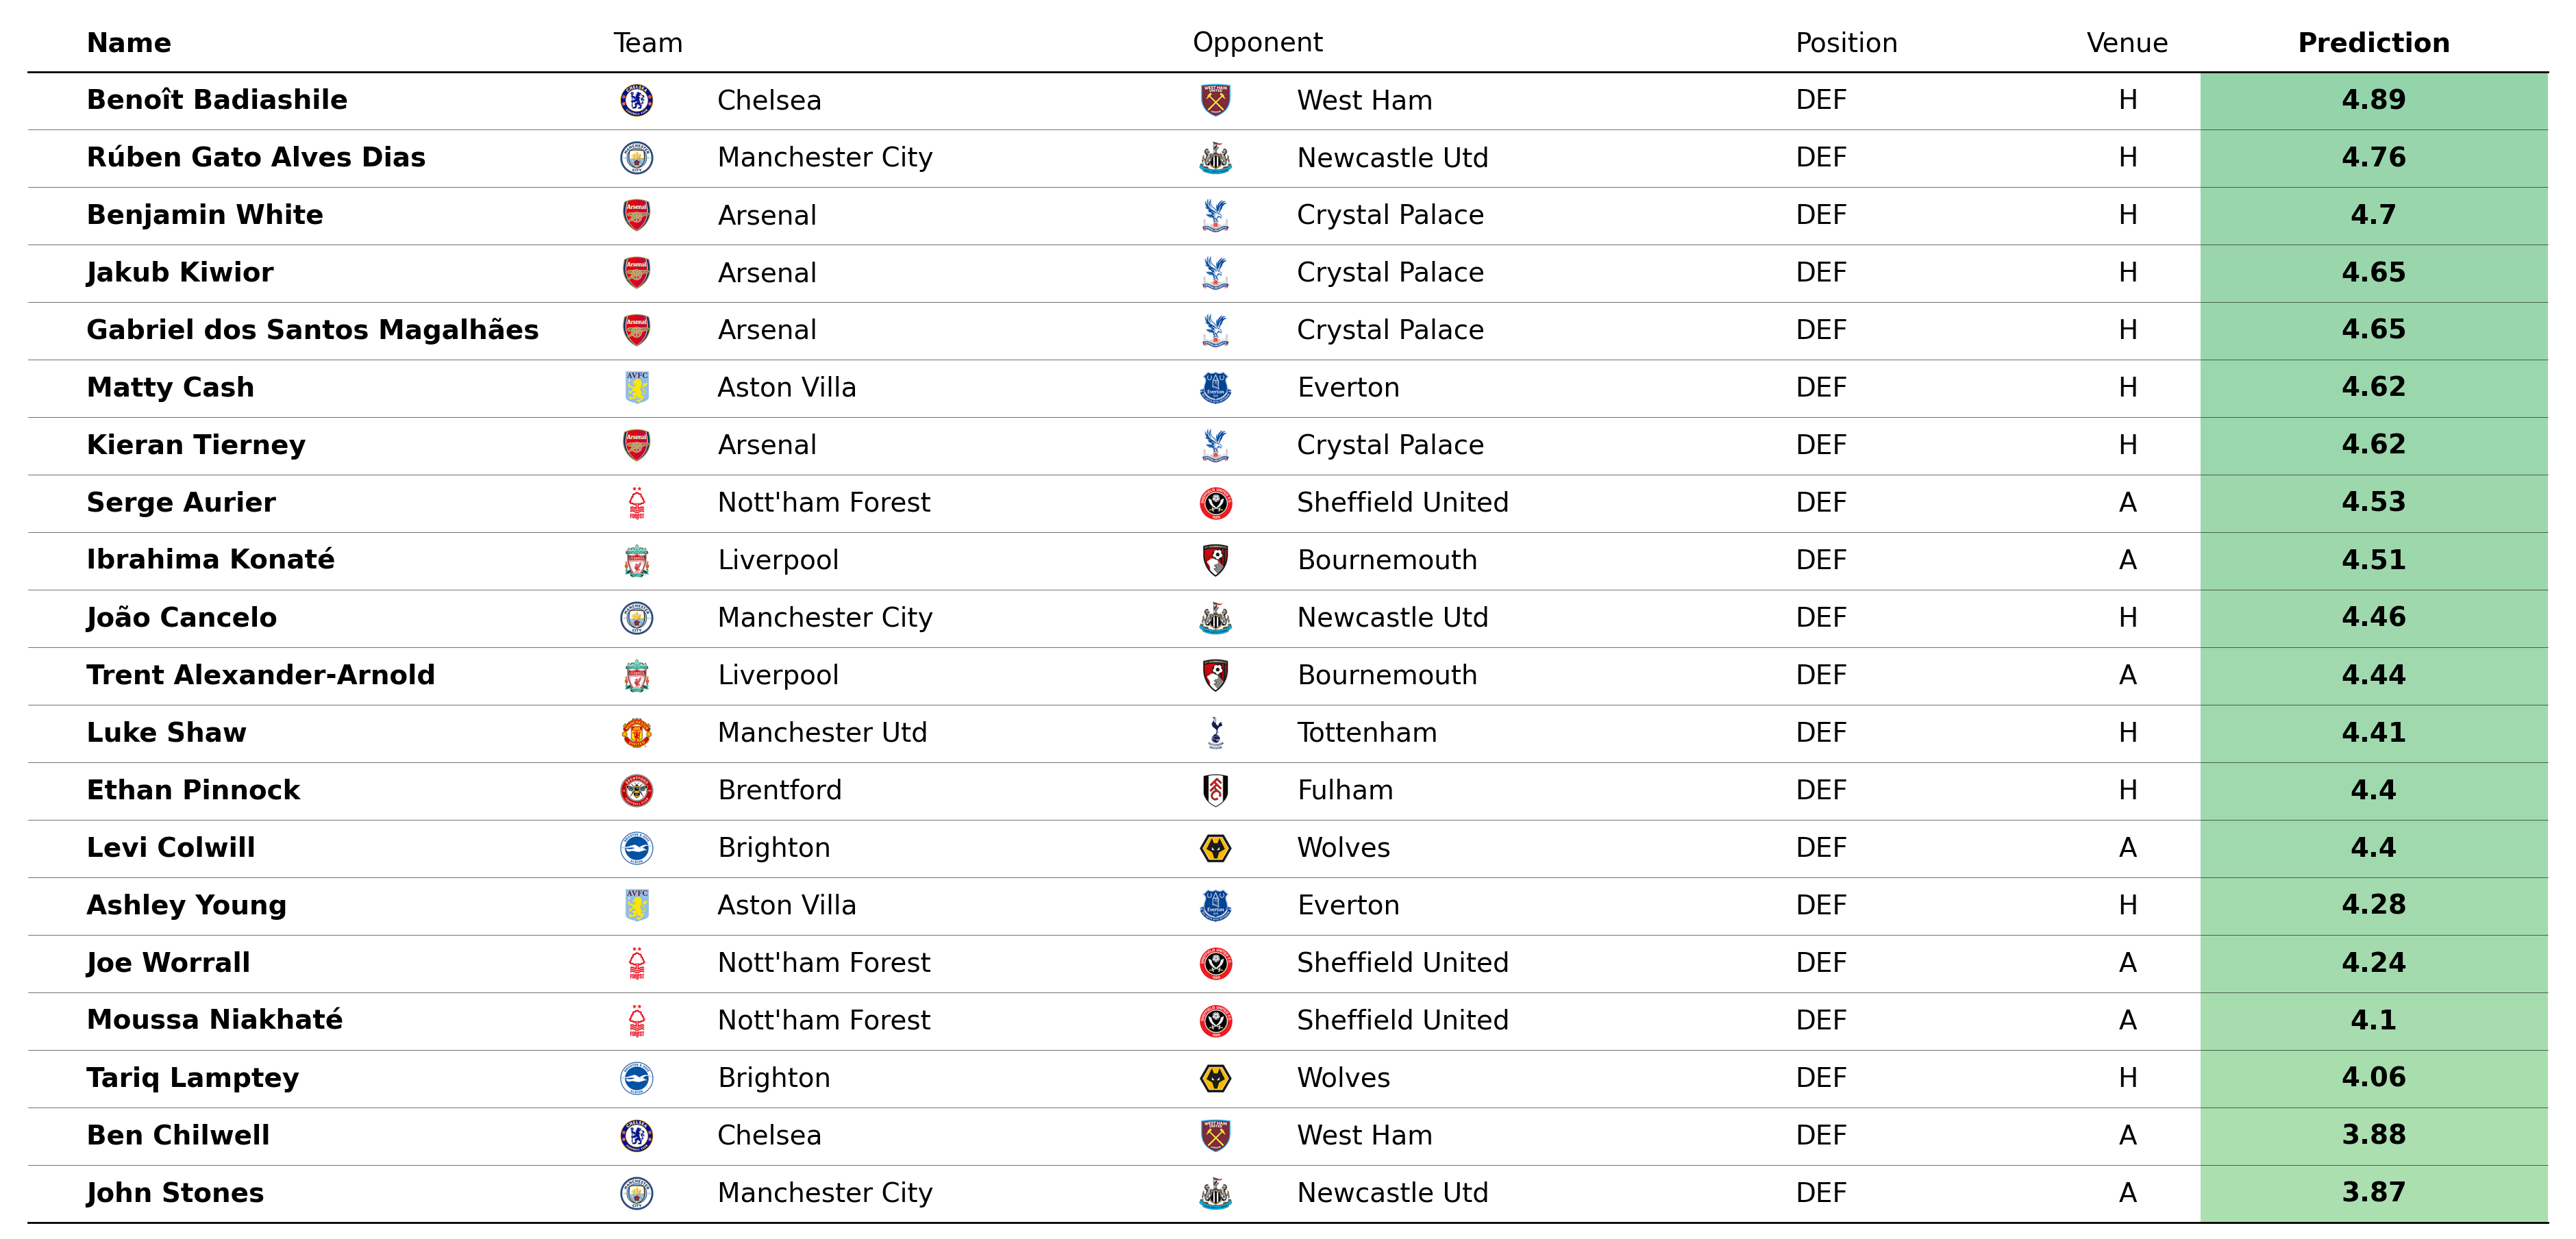 Name Team Opponent Position Venue Prediction
Benoît Badiashile Chelsea West Ham DEF H 4.89
Rúben Gato Alves Dias Manchester City Newcastle Utd DEF H 4.76
Benjamin White Arsenal Crystal Palace DEF H 4.7
Jakub Kiwior Arsenal Crystal Palace DEF H 4.65
Gabriel dos Santos Magalhães Arsenal Crystal Palace DEF H 4.65
Matty Cash Aston Villa Everton DEF H 4.62
Kieran Tierney Arsenal Crystal Palace DEF H 4.62
Serge Aurier Nott'ham Forest Sheffield United DEF A 4.53
Ibrahima Konaté Liverpool Bournemouth DEF A 4.51
João Cancelo Manchester City Newcastle Utd DEF H 4.46
Trent Alexander-Arnold Liverpool Bournemouth DEF A 4.44
Luke Shaw Manchester Utd Tottenham DEF H 4.41
Ethan Pinnock Brentford Fulham DEF H 4.4
Levi Colwill Brighton Wolves DEF A 4.4
Ashley Young Aston Villa Everton DEF H 4.28
Joe Worrall Nott'ham Forest Sheffield United DEF A 4.24
Moussa Niakhaté Nott'ham Forest Sheffield United DEF A 4.1
Tariq Lamptey Brighton Wolves DEF H 4.06
Ben Chilwell Chelsea West Ham DEF A 3.88
John Stones Manchester City Newcastle Utd DEF A 3.87